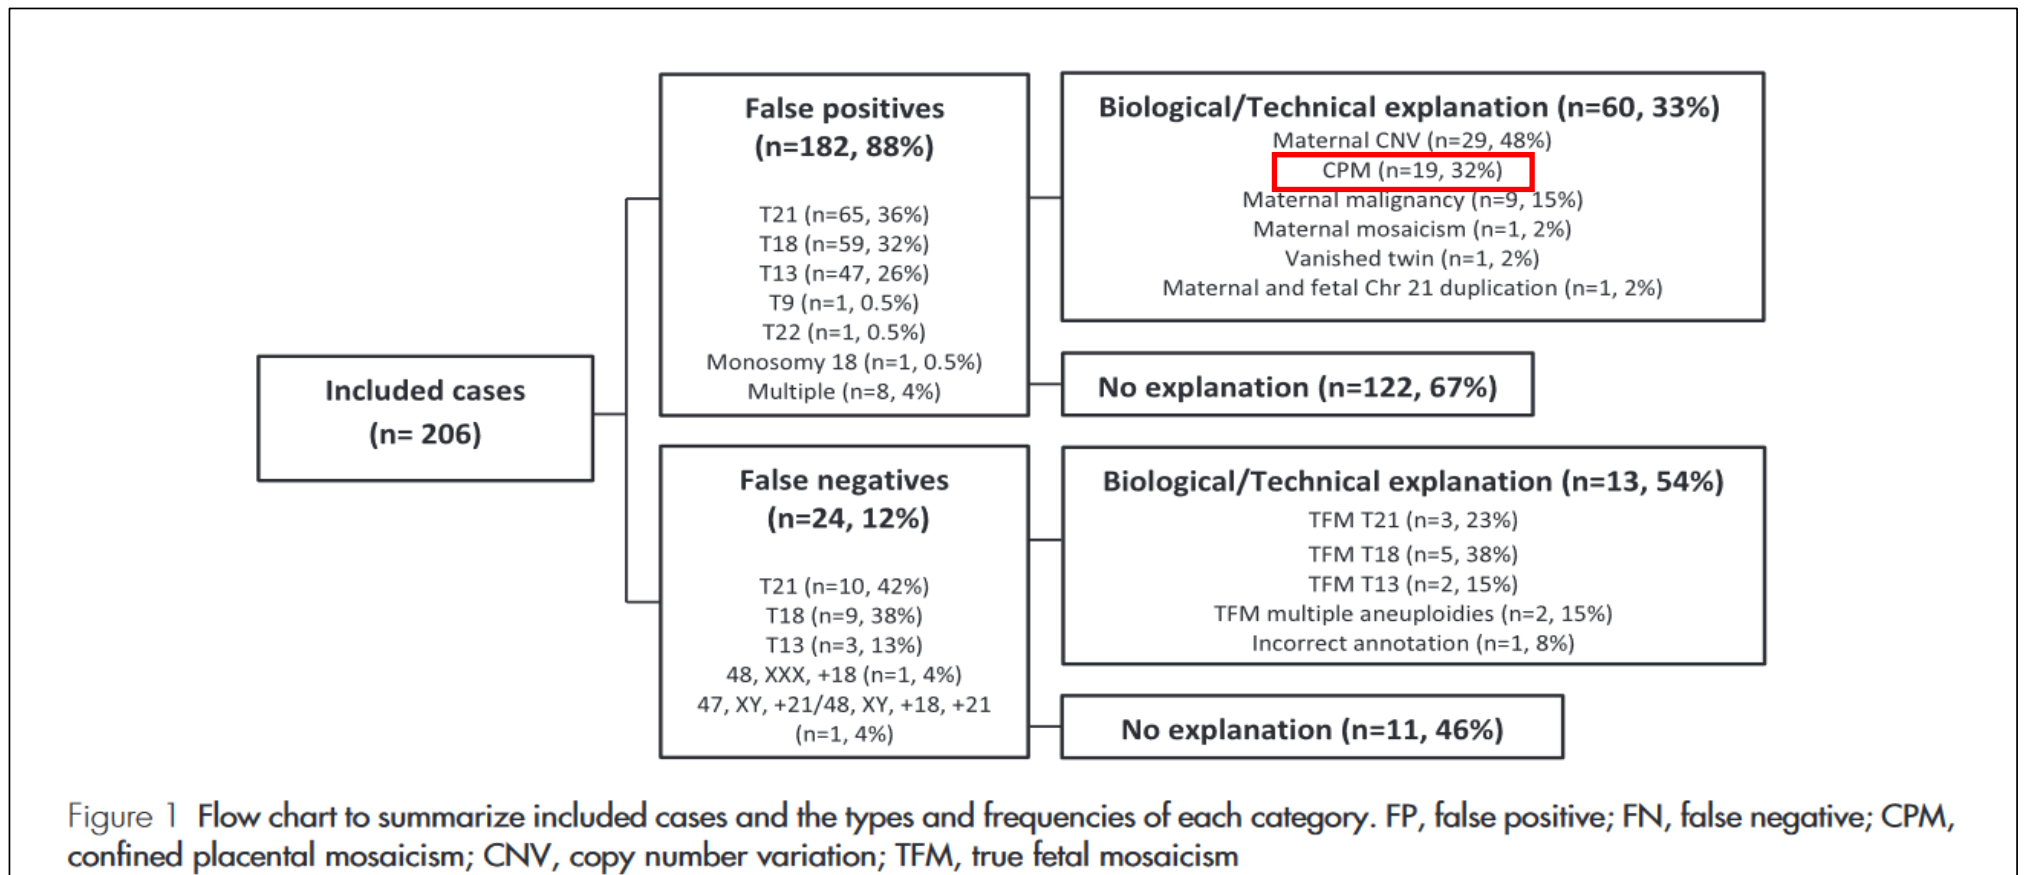 Included cases
(n= 206)
False positives
(n=182, 88%)
T21 (n=65, 36%)
T18 (n=59, 32%)
T13 (n=47, 26%)
T9 (n=1, 0.5%)
T22 (n=1, 0.5%)
Monosomy 18 (n=1, 0.5%)
Multiple (n=8, 4%)
Biological/Technical explanation (n=60, 33%)
Maternal CNV (n=29, 48%)
CPM (n=19, 32%)
Maternal malignancy (n=9, 15%)
Maternal mosaicism (n=1, 2%)
Vanished twin (n=1, 2%)
Maternal and fetal Chr 21 duplication (n=1, 2%)
No explanation (n=122, 67%)
False negatives
(n=24, 12%)
T21 (n=10, 42%)
T18 (n=9, 38%)
T13 (n=3, 13%)
48, XXX, +18 (n=1, 4%)
47, XY, +21/48, XY, +18, +21
(n=1, 4%)
Biological/Technical explanation (n=13, 54%)
TFM T21 (n=3, 23%)
TFM T18 (n=5, 38%)
TFM T13 (n=2, 15%)
TFM multiple aneuploidies (n=2, 15%)
Incorrect annotation (n=1, 8%)
No explanation (n=11, 46%)
Figure 1 Flow chart to summarize included cases and the types and frequencies of each category. FP, false positive; FN, false negative; CPM,
confined placental mosaicism; CNV, copy number variation; TFM, true fetal mosaicism